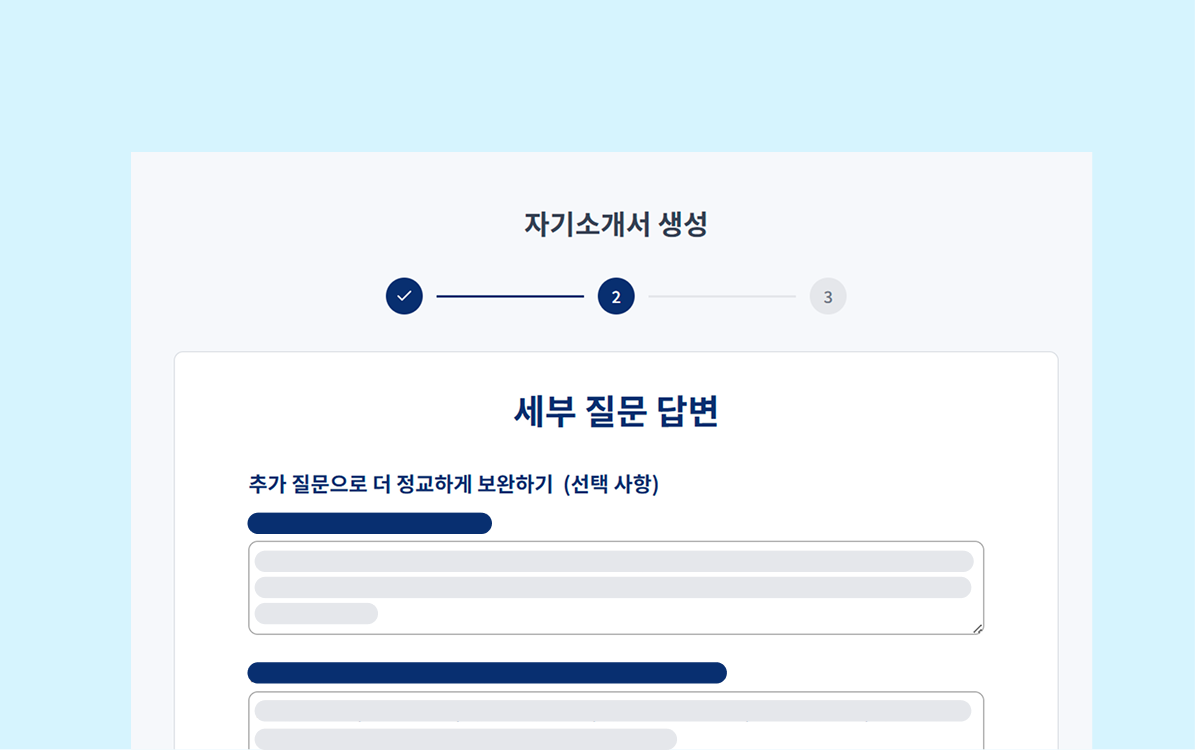 자기소개서 생성
2
3
세부 질문 답변
추가 질문으로 더 정교하게 보완하기 (선택 사항)